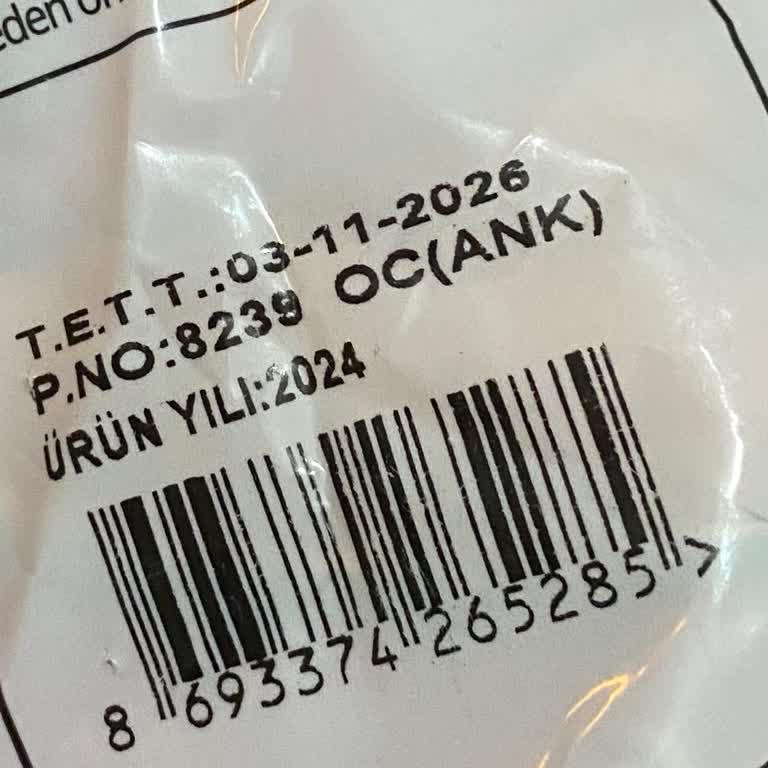 T.E.T.T.:03-11-2026
P.NO:8239 OC(ANK)
ÜRÜN YILI:2024
8 693374 265285 >